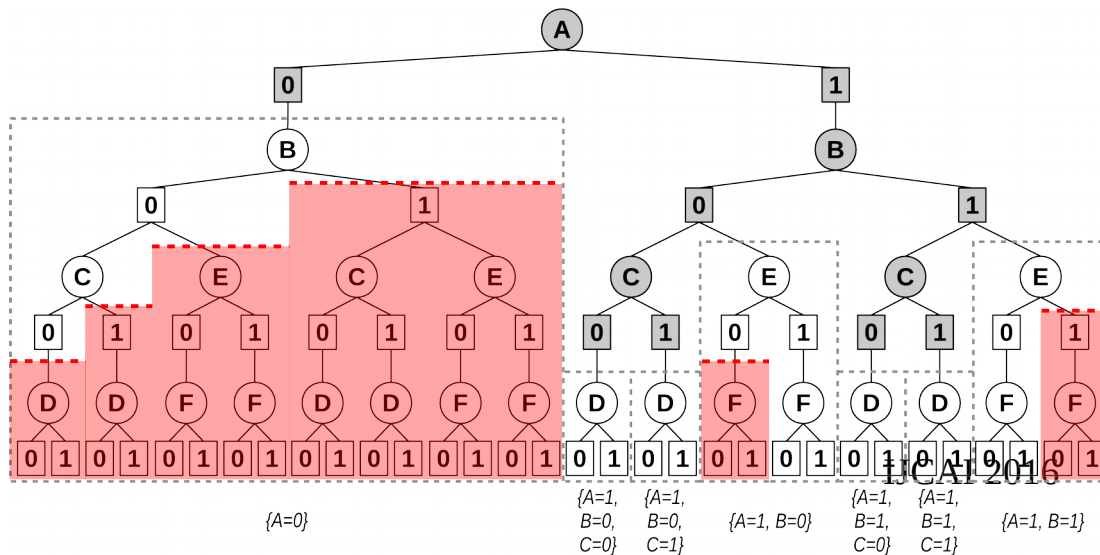 A
0 1
B B
0 1 0 1
C E C E C E C E
0 1 0 1 0 1 0 1 0 1 0 1 0 1 0 1
D D F F D D F F D D F F D D F F
0 1 0 1 0 1 0 1 0 1 0 1 0 1 0 1 0 1 0 1 0 1 0 1 0 1 0 1 0 1 0 1
IJCAI 2016
{A=0}
{A=1,
B=0,
C=0}
{A=1,
B=0,
C=1}
{A=1, B=0}
{A=1,
B=1,
C=0}
{A=1,
B=1,
C=1}
{A=1, B=1}